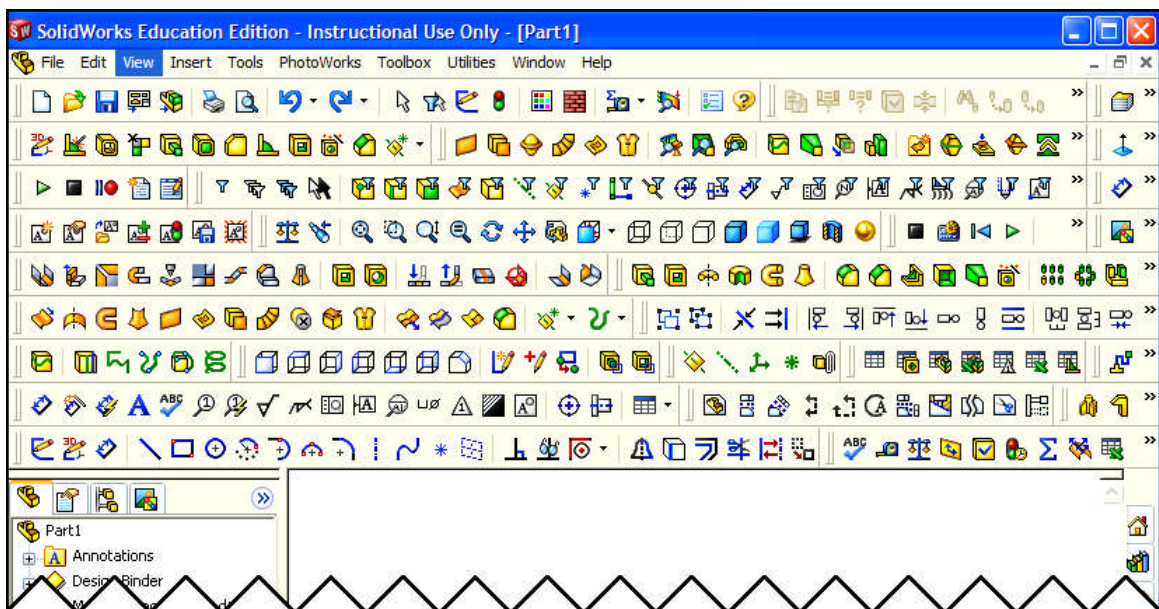 SolidWorks Education Edition - Instructional Use Only - [Part1]
File Edit View Insert Tools PhotoWorks Toolbox Utilities Window Help
Part1
Annotations
Design Binder